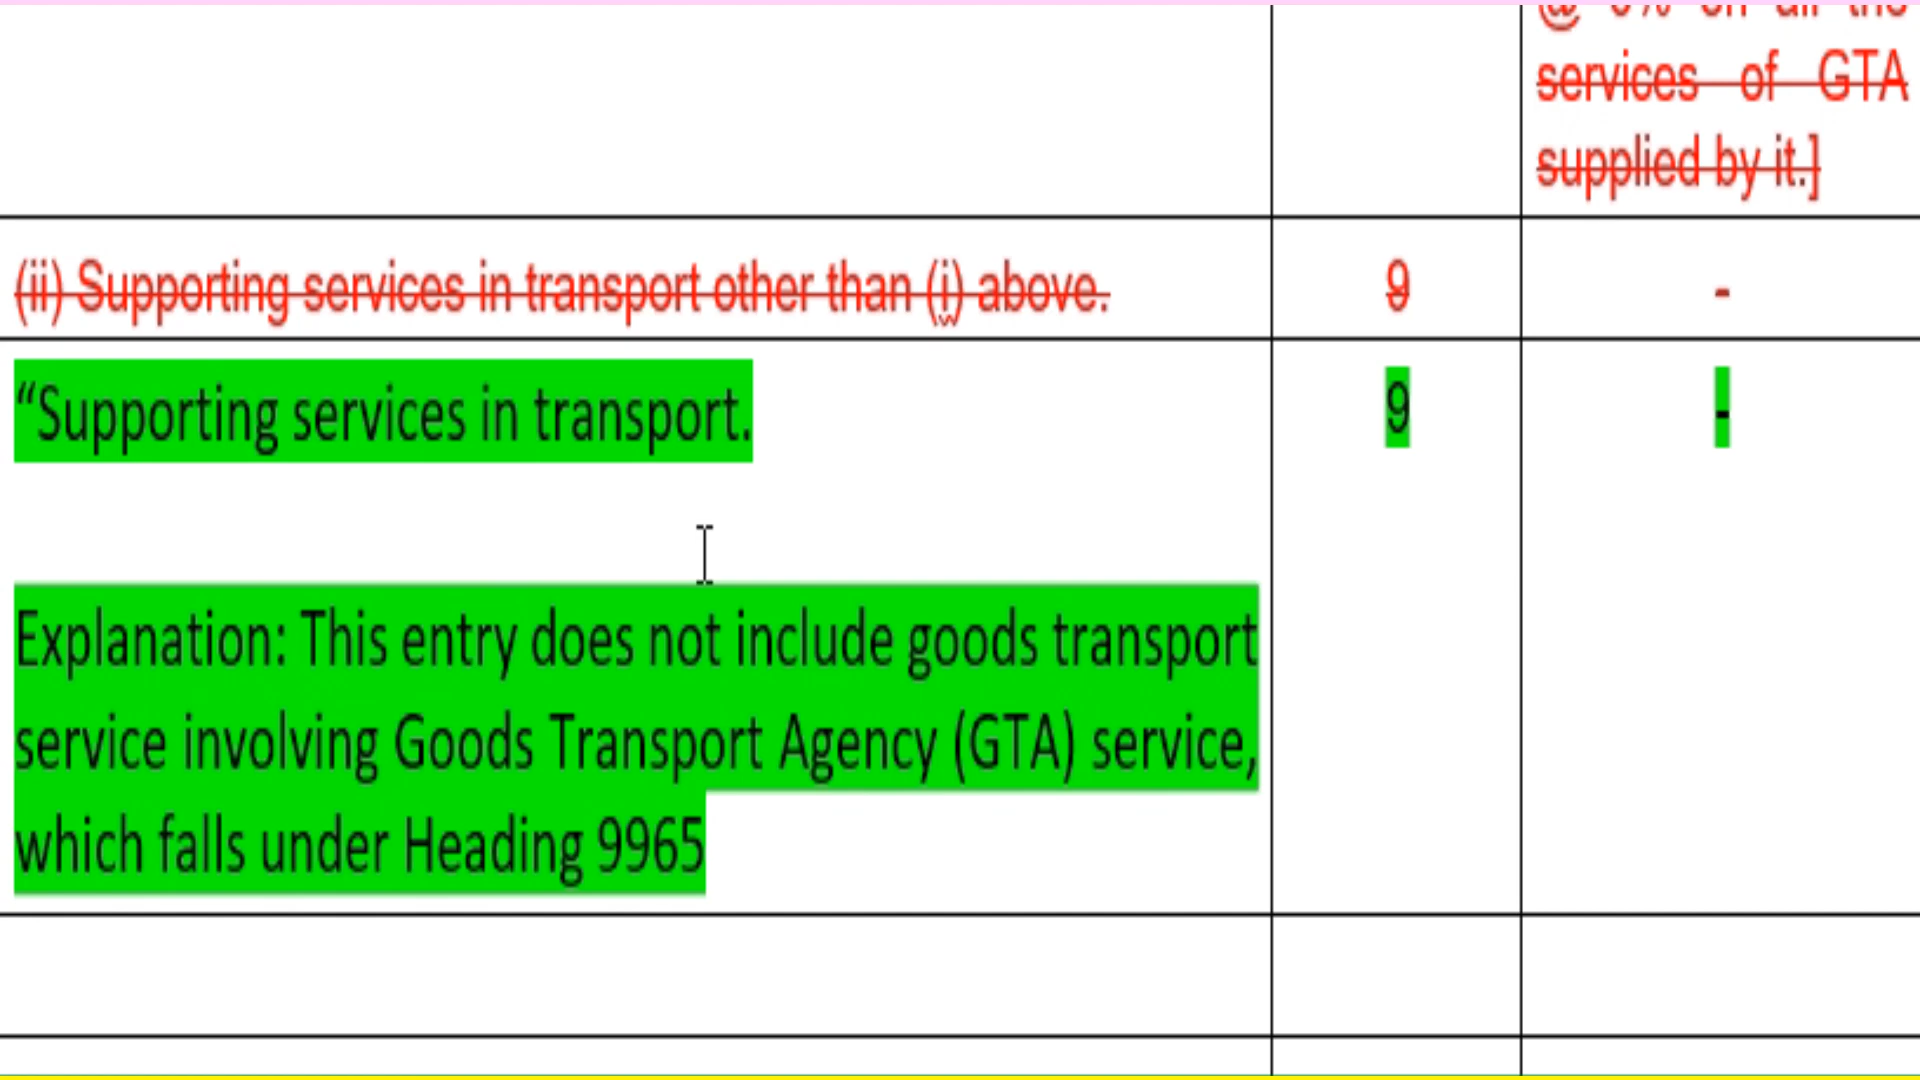 services of GTA
supplied by it.]
(ii) Supporting services in transport other than (i) above. 9 -
“Supporting services in transport. 9 -
Explanation: This entry does not include goods transport
service involving Goods Transport Agency (GTA) service,
which falls under Heading 9965